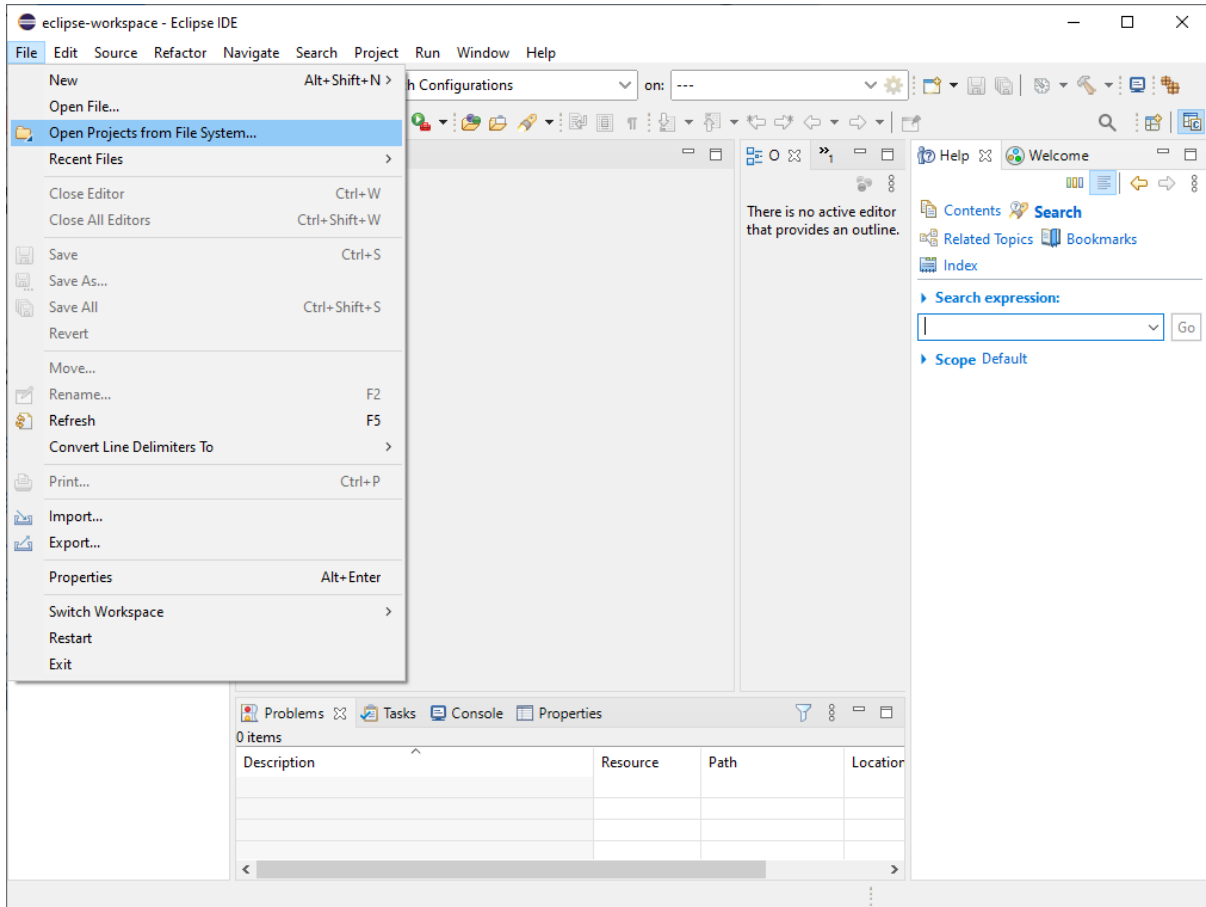 eclipse-workspace - Eclipse IDE
File Edit Source Refactor Navigate Search Project Run Window Help
New Alt+Shift+N >
h Configurations on: ---
Open File...
Open Projects from File System...
Recent Files >
Close Editor Ctrl+W
Close All Editors Ctrl+Shift+W
Save Ctrl+S
Save As...
Save All Ctrl+Shift+S
Revert
Move...
Rename... F2
Refresh F5
Convert Line Delimiters To >
Print... Ctrl+P
Import...
Export...
Properties Alt+Enter
Switch Workspace >
Restart
Exit
O »1
There is no active editor
that provides an outline.
Help Welcome
Contents Search
Related Topics Bookmarks
Index
Search expression:
Go
Scope Default
Problems Tasks Console Properties
0 items
Description Resource Path Location